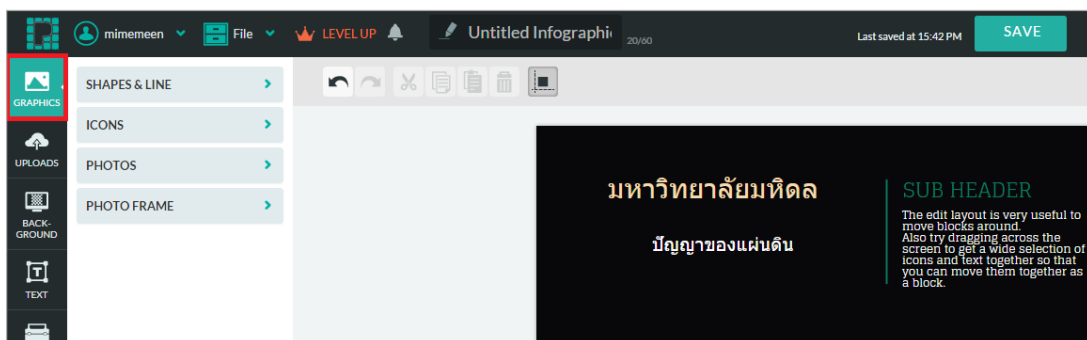 mimemeen
File
LEVEL UP
Untitled Infographi
20/60
Last saved at 15:42 PM
SAVE
GRAPHICS
UPLOADS
BACK-
GROUND
TEXT
SHAPES & LINE
ICONS
PHOTOS
PHOTO FRAME
มหาวิทยาลัยมหิดล
ปัญญาของแผ่นดิน
SUB HEADER
The edit layout is very useful to
move blocks around.
Also try dragging across the
screen to get a wide selection of
icons and text together so that
you can move them together as
a block.